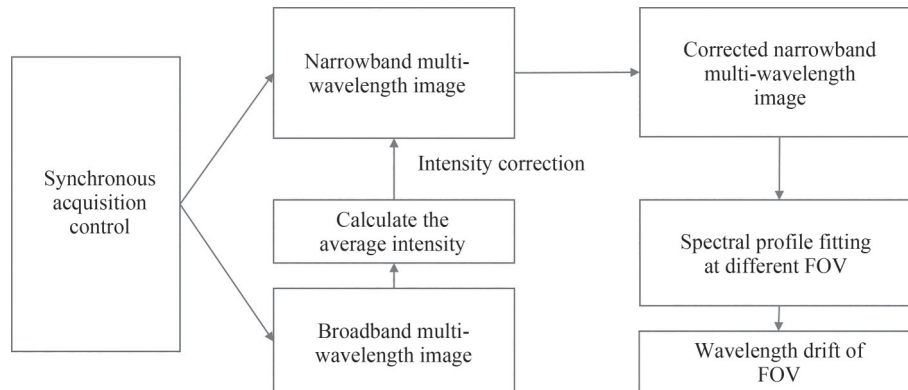 Synchronous
acquisition
control
Narrowband multi-
wavelength image
Intensity correction
Calculate the
average intensity
Broadband multi-
wavelength image
Corrected narrowband
multi-wavelength
image
Spectral profile fitting
at different FOV
Wavelength drift of
FOV